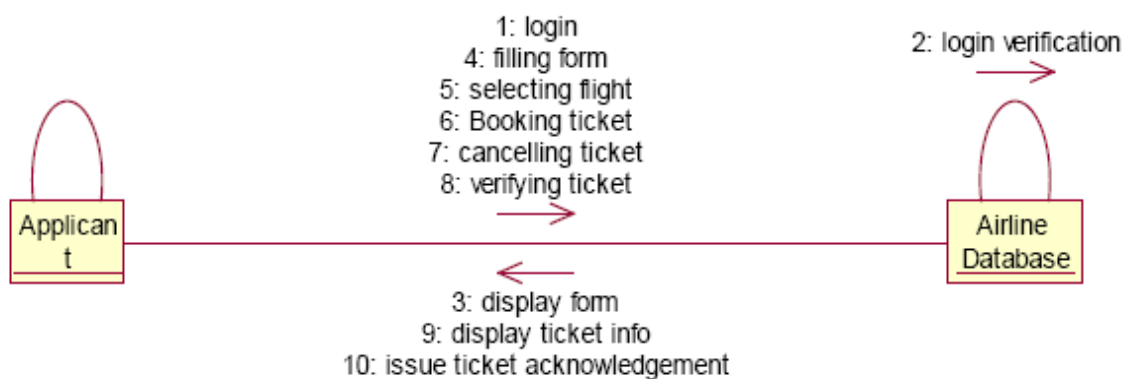 1: login
4: filling form
5: selecting flight
6: Booking ticket
7: cancelling ticket
8: verifying ticket
2: login verification
Applican
t
Airline
Database
3: display form
9: display ticket info
10: issue ticket acknowledgement